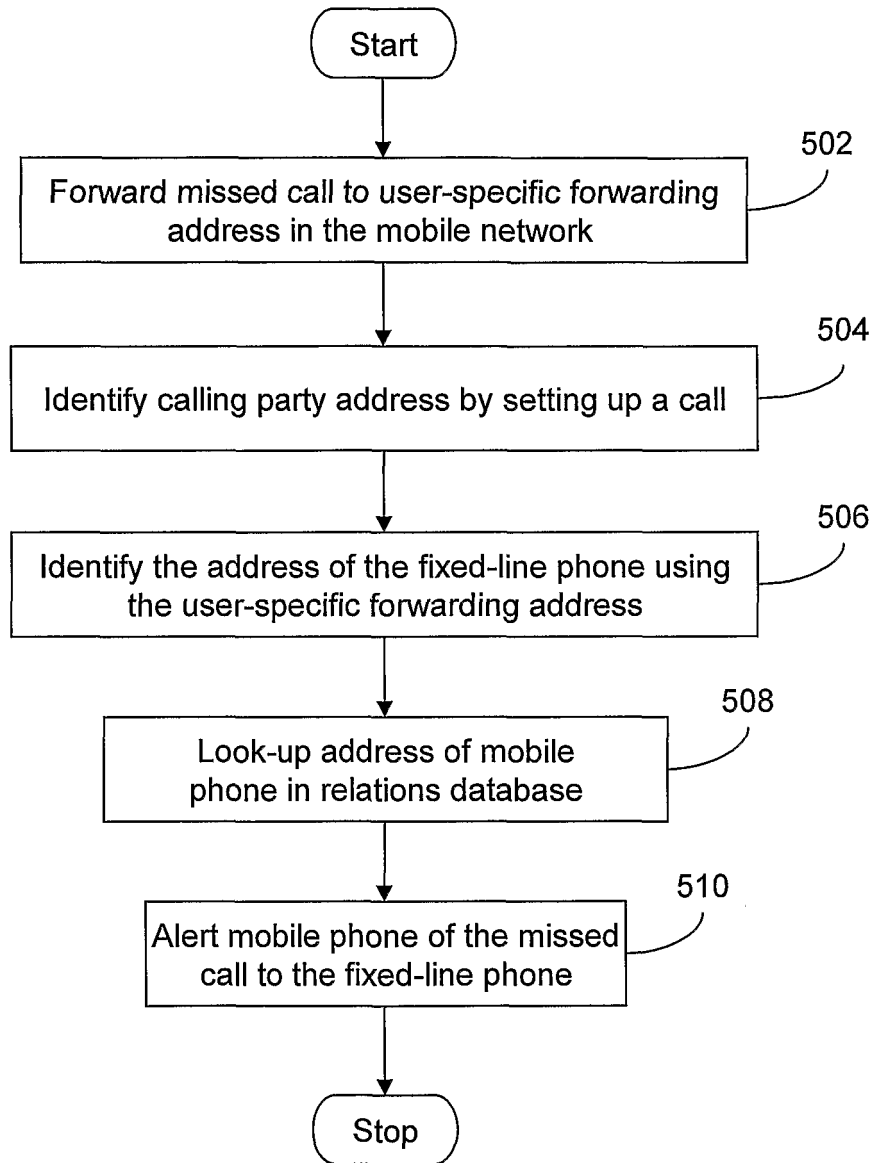 Start
502
Forward missed call to user-specific forwarding
address in the mobile network
504
Identify calling party address by setting up a call
506
Identify the address of the fixed-line phone using
the user-specific forwarding address
508
Look-up address of mobile
phone in relations database
510
Alert mobile phone of the missed
call to the fixed-line phone
Stop